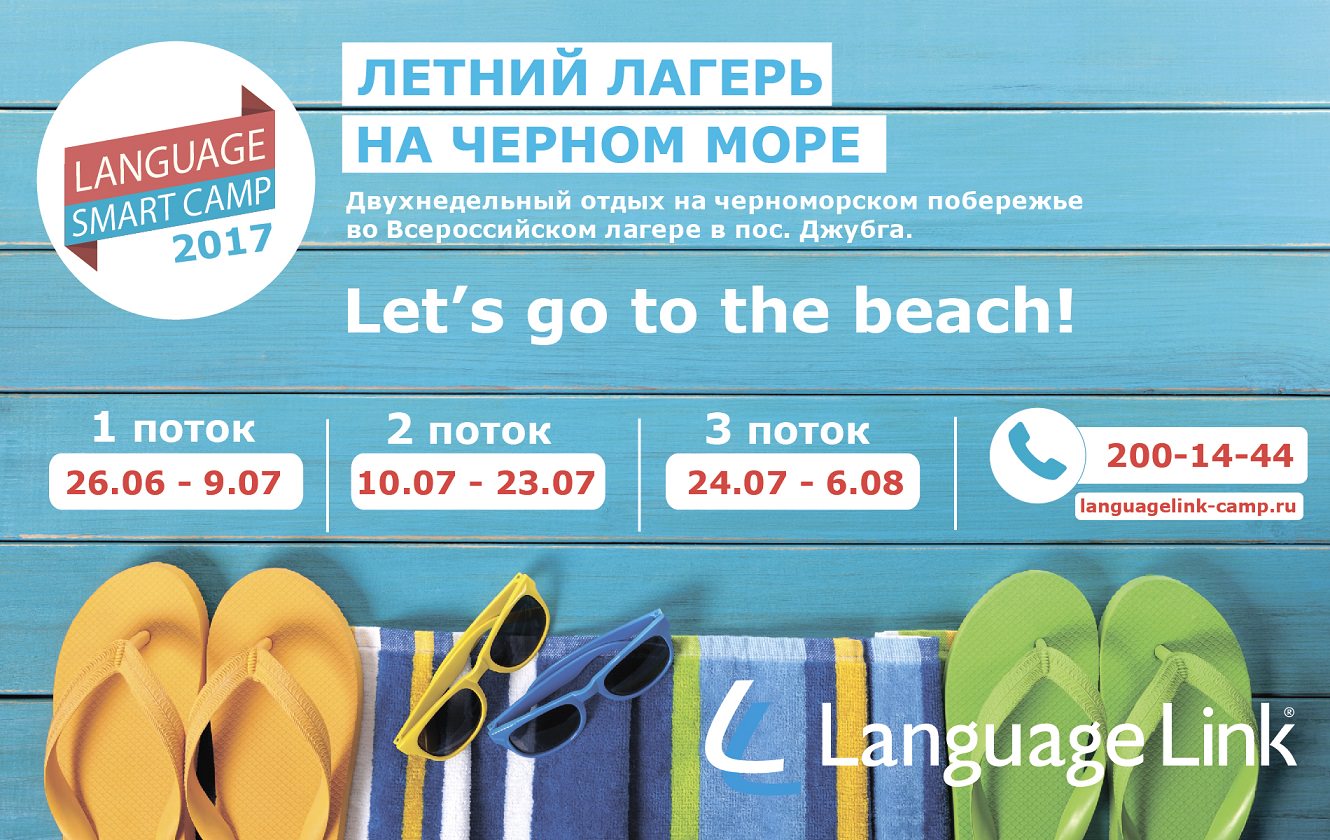 LANGUAGE
SMART CAMP
2017
ЛЕТНИЙ ЛАГЕРЬ
НА ЧЕРНОМ МОРЕ
Двухнедельный отдых на черноморском побережье
во Всероссийском лагере в пос. Джубга.
Let’s go to the beach!
1 поток
26.06 - 9.07
2 поток
10.07 - 23.07
3 поток
24.07 - 6.08
200-14-44
languagelink-camp.ru
Language Link®